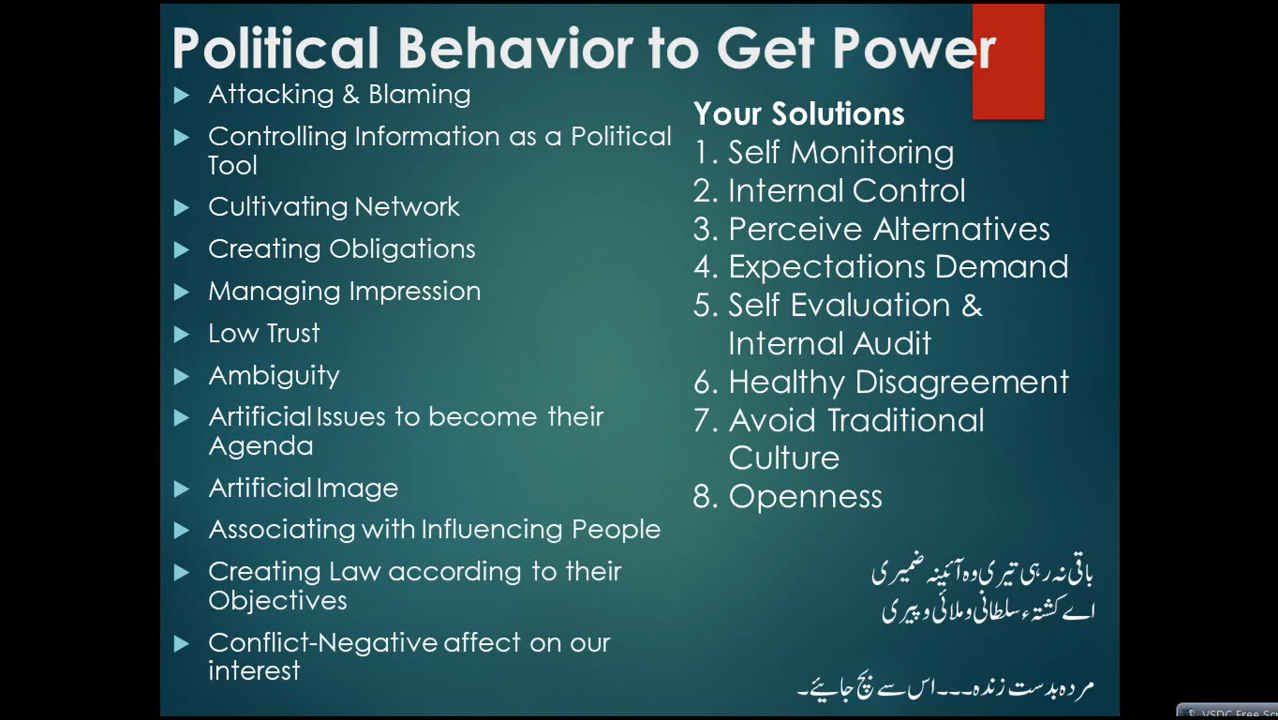 Political Behavior to Get Power
Attacking & Blaming
Controlling Information as a Political
Tool
Cultivating Network
Creating Obligations
Managing Impression
Low Trust
Ambiguity
Artificial Issues to become their
Agenda
Artificial Image
Associating with Influencing People
Creating Law according to their
Objectives
Conflict-Negative affect on our
interest
Your Solutions
1. Self Monitoring
2. Internal Control
3. Perceive Alternatives
4. Expectations Demand
5. Self Evaluation &
Internal Audit
6. Healthy Disagreement
7. Avoid Traditional
Culture
8. Openness
باقی نہ رہی تیری وہ آئینہ ضمیری
اے کشتۂ سلطانی و ملائی و پیری
مردہ بدست زندہ۔۔۔اس سے بچ جایئے۔
VSDC Free